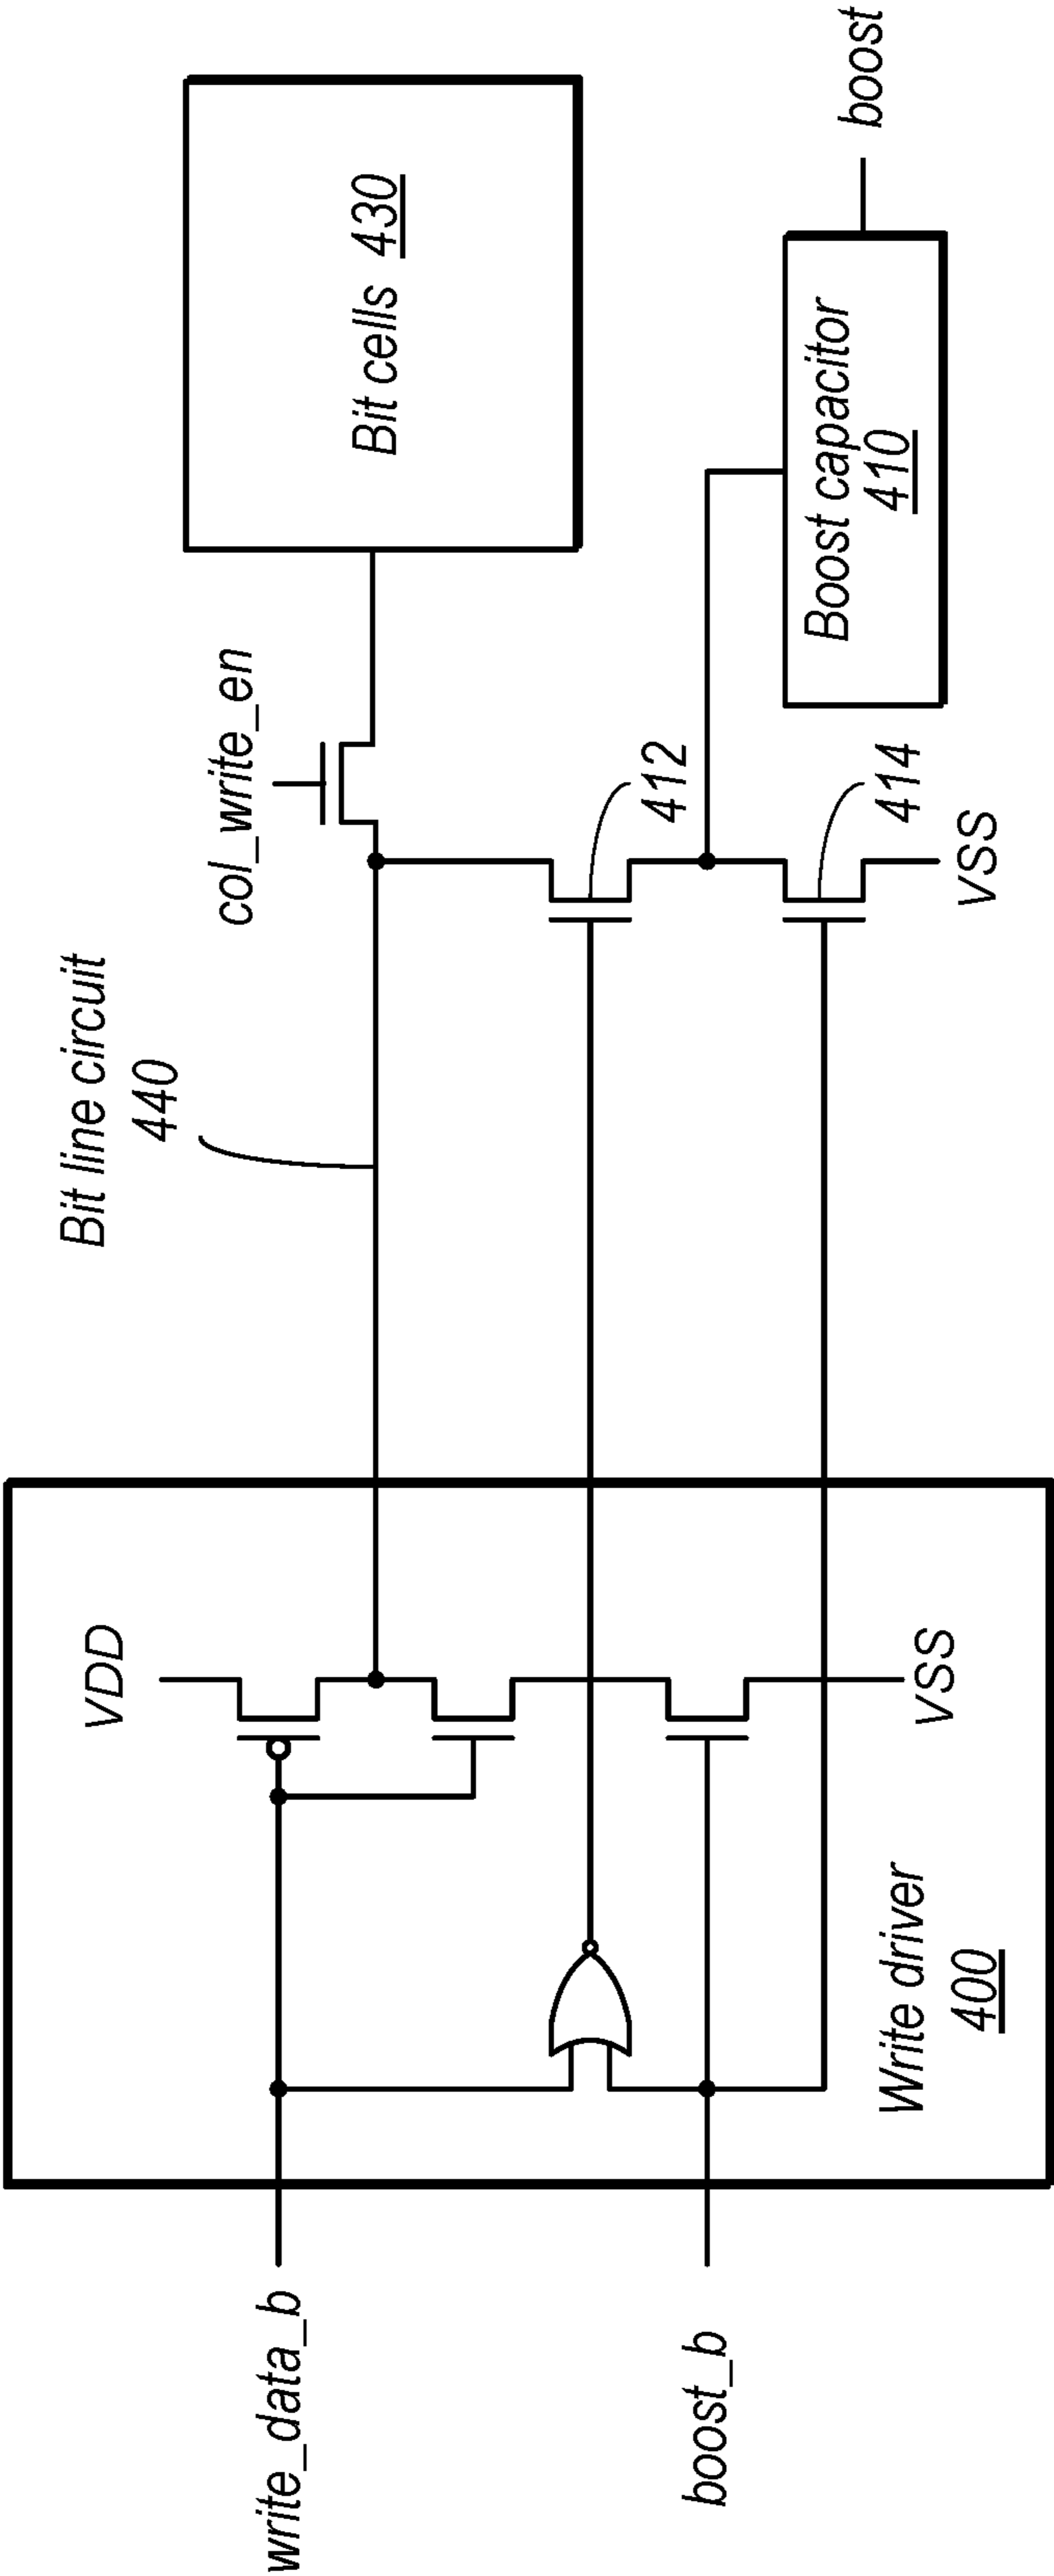 Bit line circuit
440
col_write_en
Bit cells 430
VDD
write_data_b
412
Boost capacitor
410
boost
414
boost_b
VSS
VSS
Write driver
400